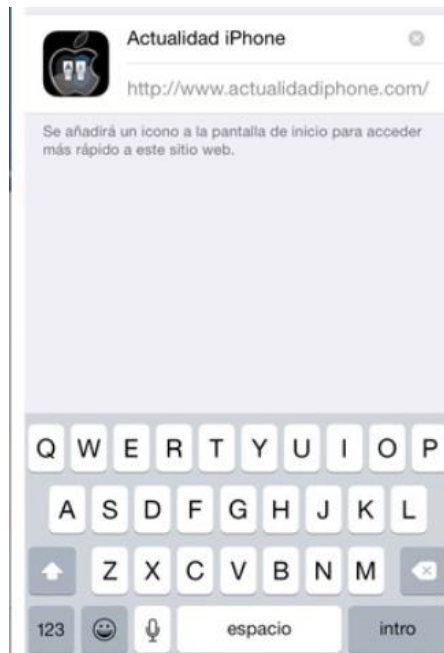 Actualidad iPhone
http://www.actualidadiphone.com/
Se añadirá un icono a la pantalla de inicio para acceder
más rápido a este sitio web.
Q W E R T Y U I O P
A S D F G H J K L
Z X C V B N M
123 espacio intro